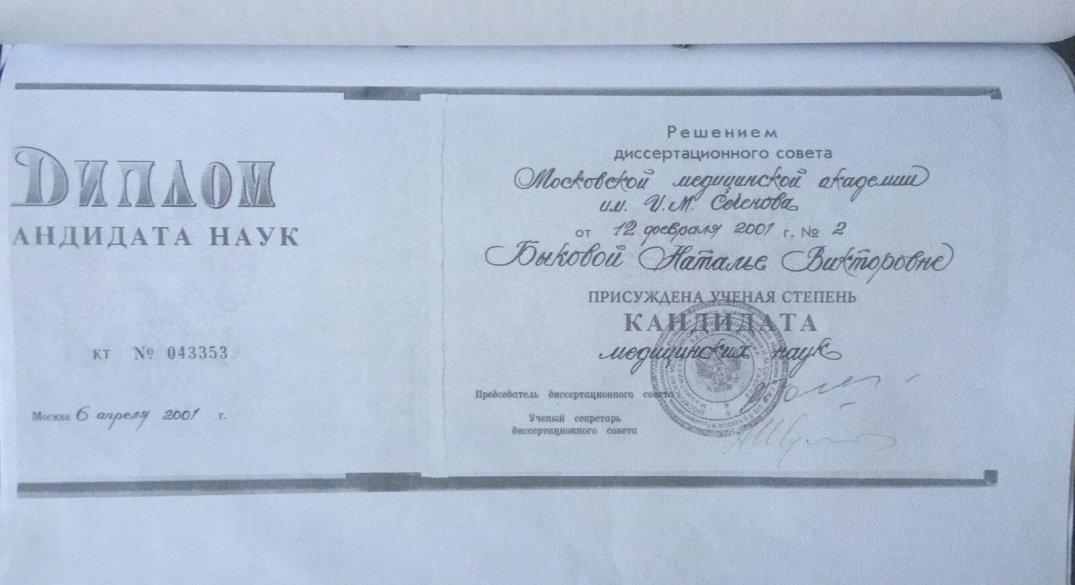 Диплом
АНДИДАТА НАУК
КТ № 043353
Москва 6 апреля 2001 г.
Решением
диссертационного совета
Московской медицинской академии
им. И.М. Сеченова
от 12 февраля 2001 г. № 2
Быковой Наталье Викторовне
ПРИСУЖДЕНА УЧЕНАЯ СТЕПЕНЬ
КАНДИДАТА
медицинских наук
Председатель диссертационного совета
Ученый секретарь
диссертационного совета